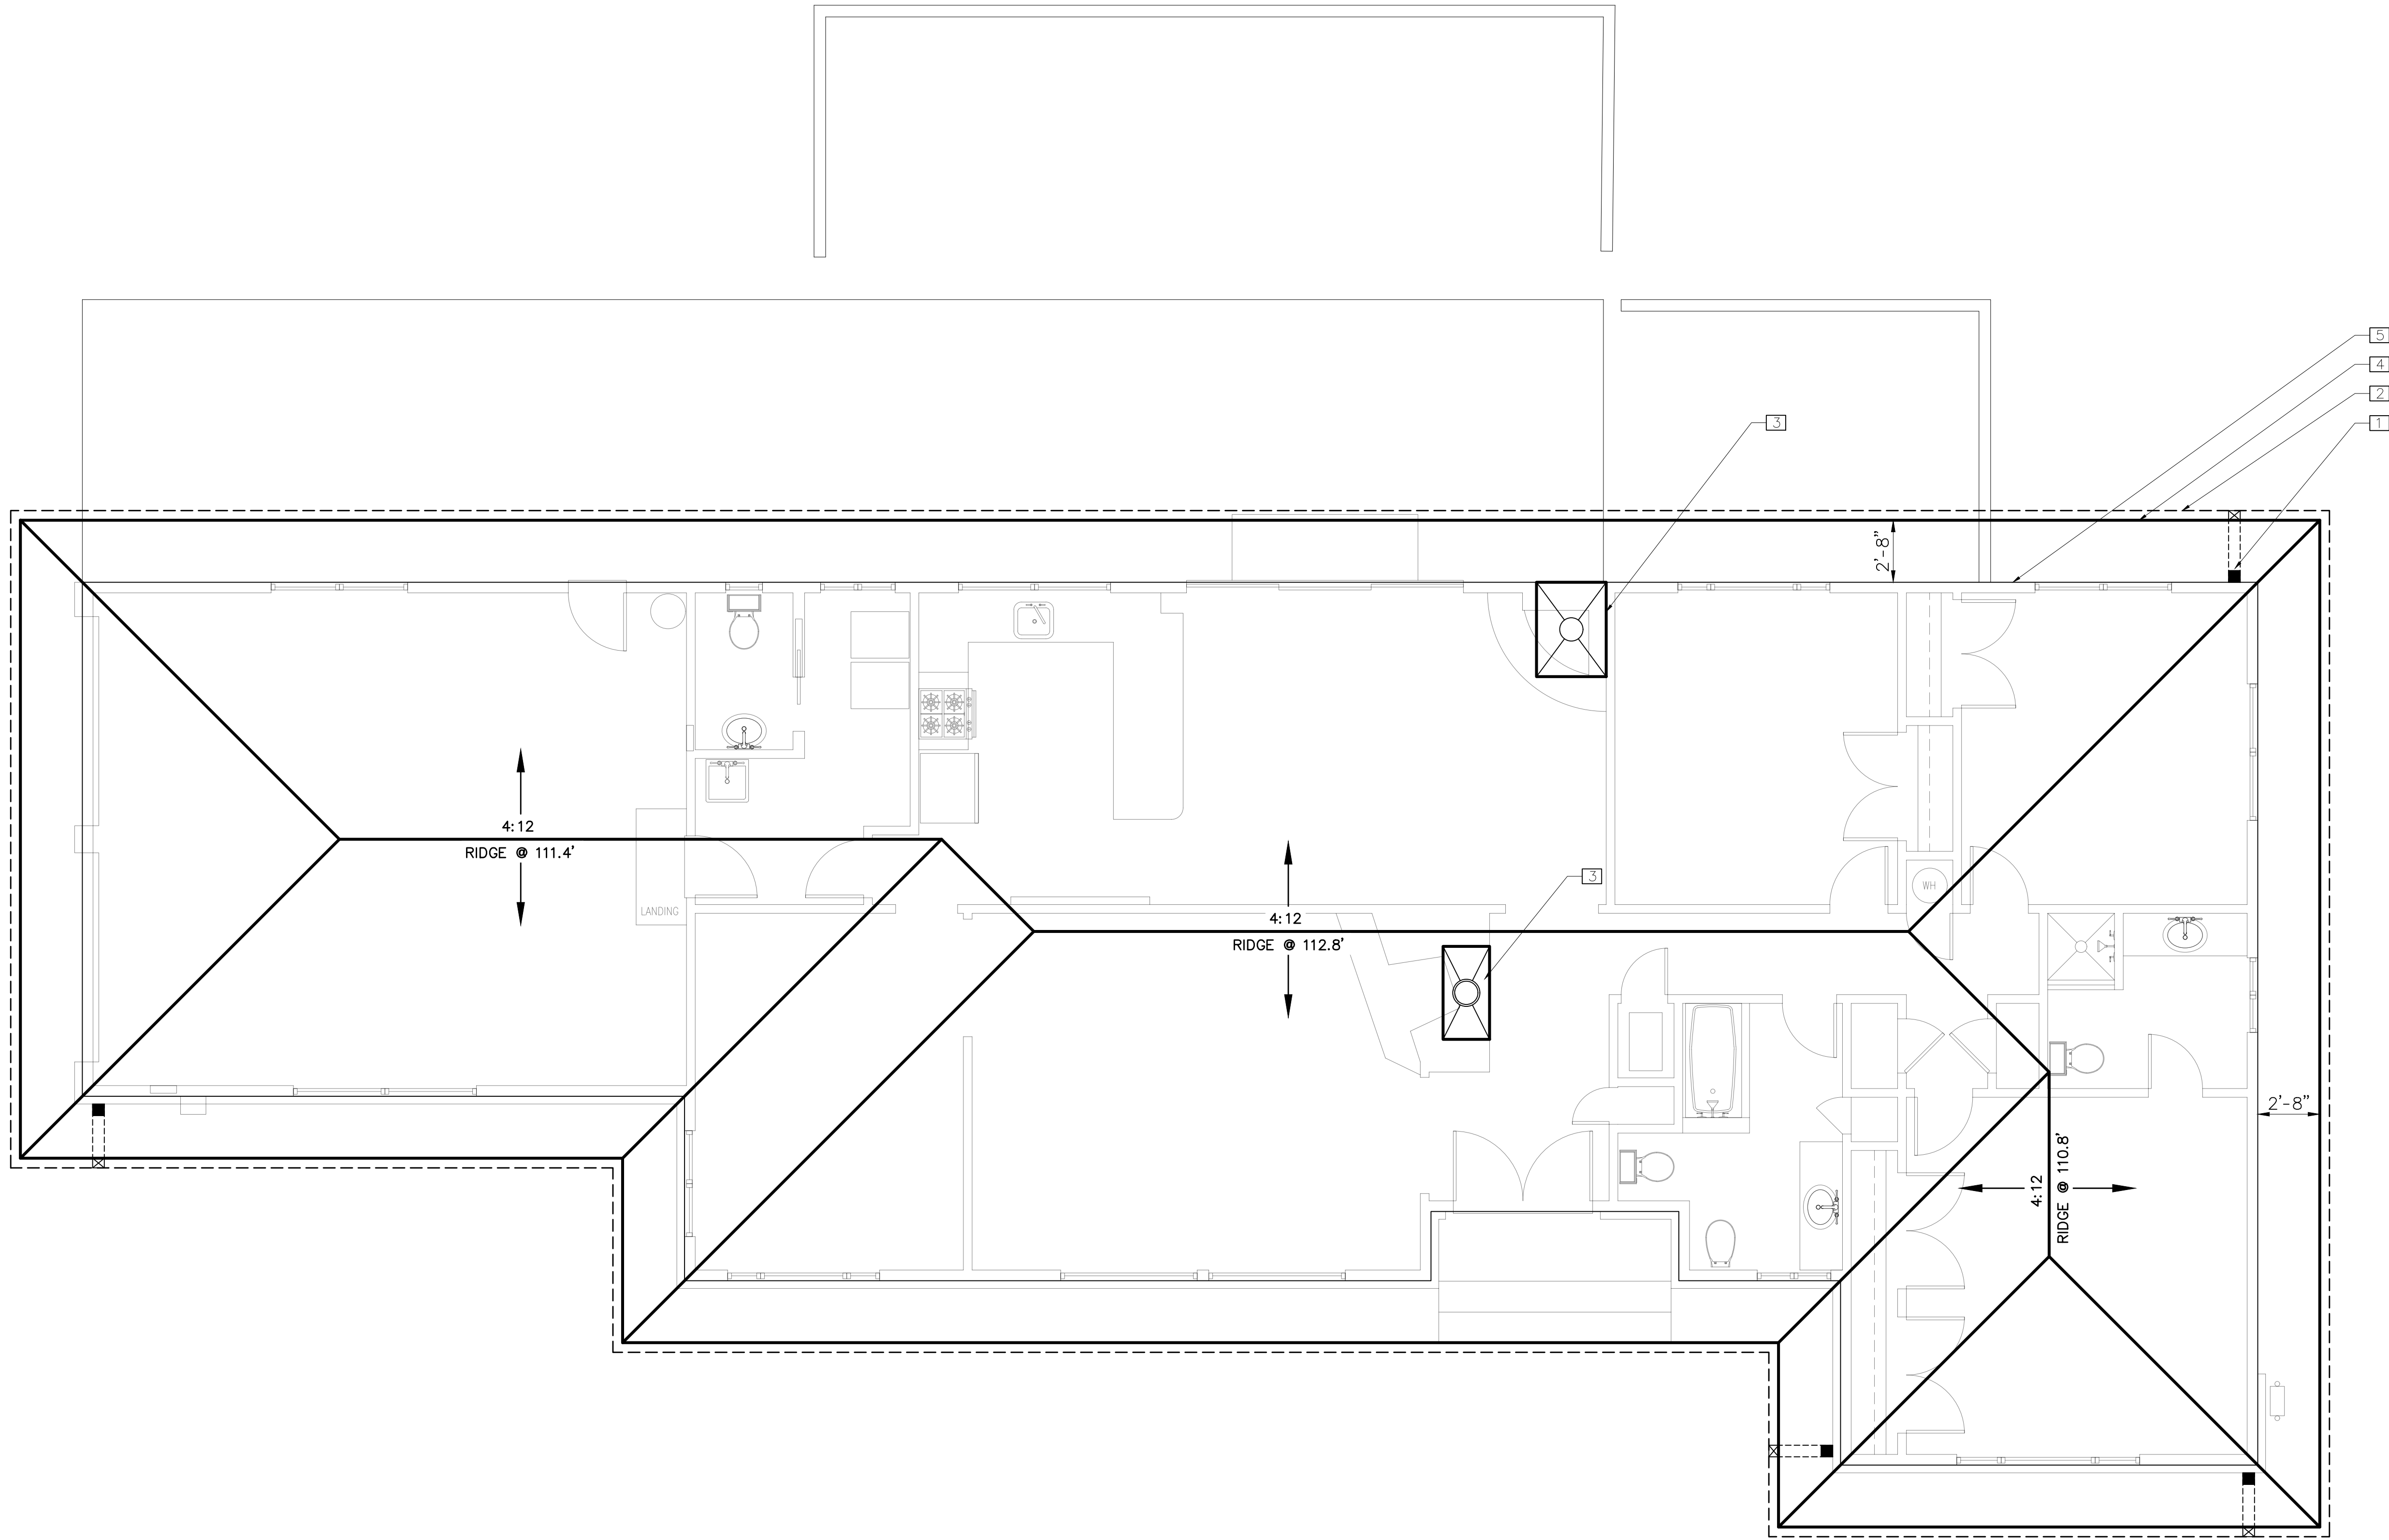 5
4
2
1
3
2'-8"
4:12
RIDGE @ 111.4'
3
WH
LANDING
4:12
RIDGE @ 112.8'
2'-8"
4:12
RIDGE @ 110.8'